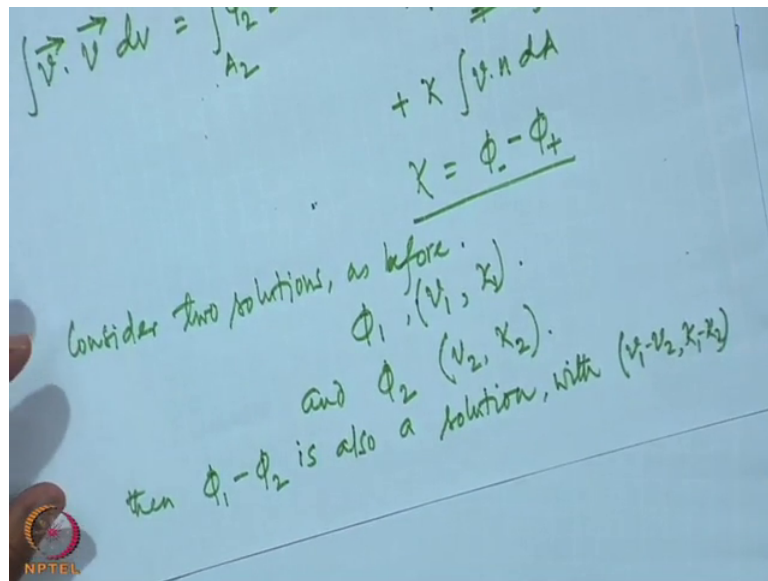 ∫ v⃗ . v⃗ dv = ∫
A₂
+ χ ∫ v.n dA
χ = ϕ₋ - ϕ₊
Consider two solutions, as before.
ϕ₁, (v₁, χ₁).
and ϕ₂ (v₂, χ₂).
then ϕ₁-ϕ₂ is also a solution, with (v₁-v₂, χ₁-χ₂)
NPTEL